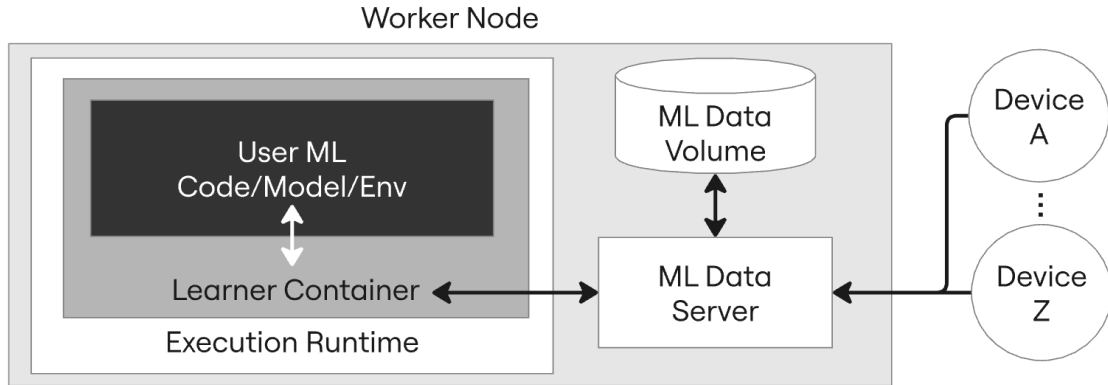 Worker Node
User ML
Code/Model/Env
Learner Container
Execution Runtime
ML Data
Volume
ML Data
Server
Device
A
Device
Z